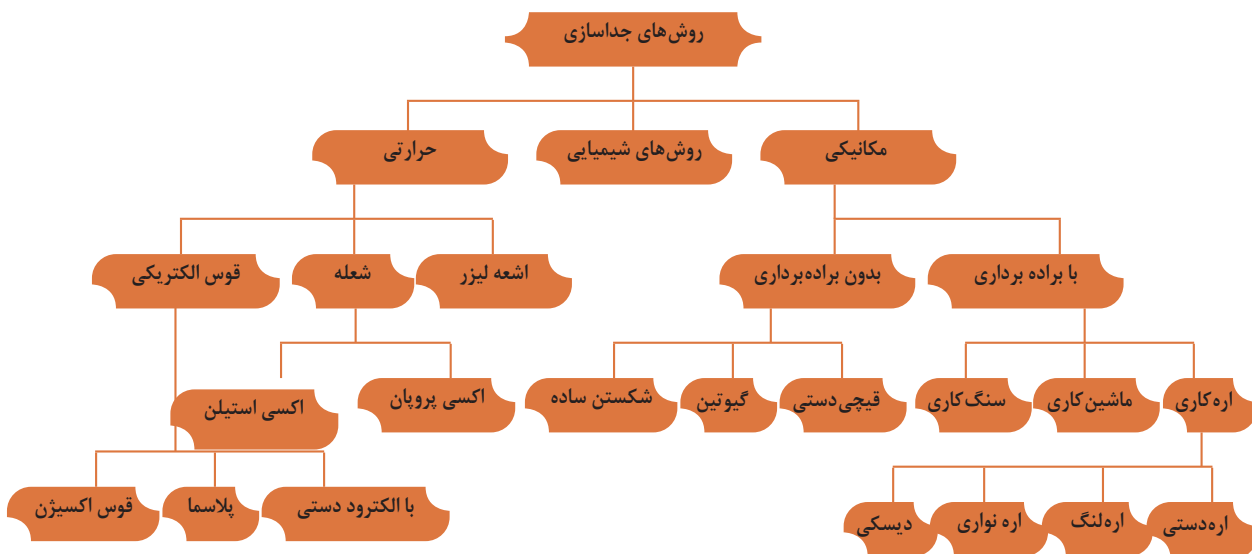 روش‌های جداسازی
مکانیکی
روش‌های شیمیایی
حرارتی
با براده برداری
بدون براده‌برداری
اشعه لیزر
شعله
قوس الکتریکی
اره‌کاری
ماشین‌کاری
سنگ‌کاری
قیچی‌دستی
گیوتین
شکستن ساده
اکسی پروپان
اکسی استیلن
اره‌دستی
اره‌لنگ
اره نواری
دیسکی
با الکترود دستی
پلاسما
قوس اکسیژن